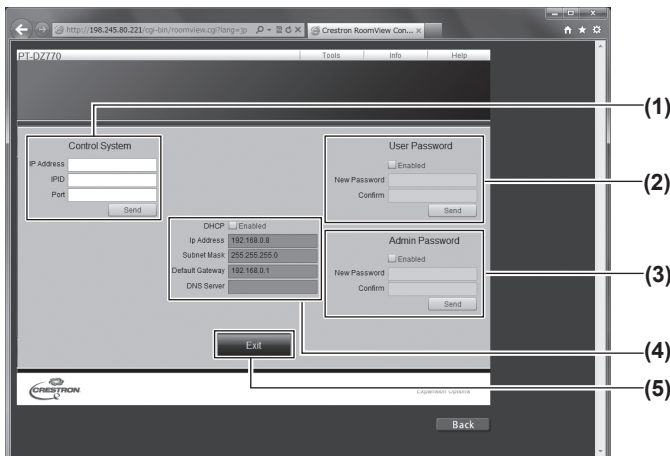 http://198.245.80.221/cgi-bin/roomview.cgi?lang=jp
Crestron RoomView Con...
PT-DZ770
Tools
Info
Help
(1)
Control System
IP Address
IPID
Port
Send
User Password
Enabled
New Password
Confirm
Send
(2)
DHCP
Enabled
Ip Address 192.168.0.8
Subnet Mask 255.255.255.0
Default Gateway 192.168.0.1
DNS Server
Admin Password
Enabled
New Password
Confirm
Send
(3)
Exit
(4)
(5)
CRESTRON
Expansion Options
Back